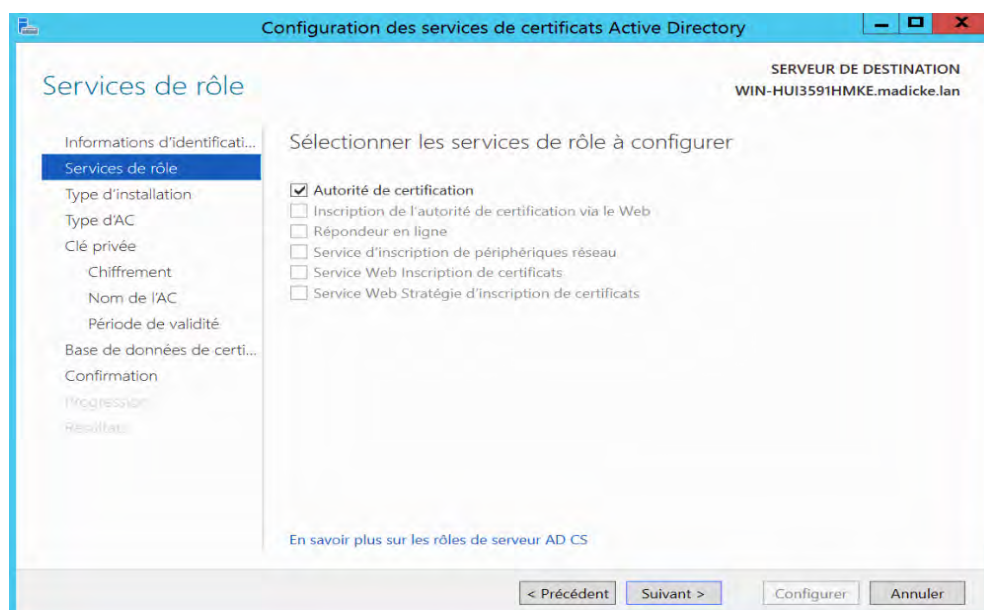 Configuration des services de certificats Active Directory
Services de rôle
SERVEUR DE DESTINATION
WIN-HUI3591HMKE.madicke.lan
Informations d'identificati...
Services de rôle
Type d'installation
Type d'AC
Clé privée
Chiffrement
Nom de l'AC
Période de validité
Base de données de certi...
Confirmation
Progression
Résultats
Sélectionner les services de rôle à configurer
Autorité de certification
Inscription de l'autorité de certification via le Web
Répondeur en ligne
Service d'inscription de périphériques réseau
Service Web Inscription de certificats
Service Web Stratégie d'inscription de certificats
En savoir plus sur les rôles de serveur AD CS
< Précédent
Suivant >
Configurer
Annuler